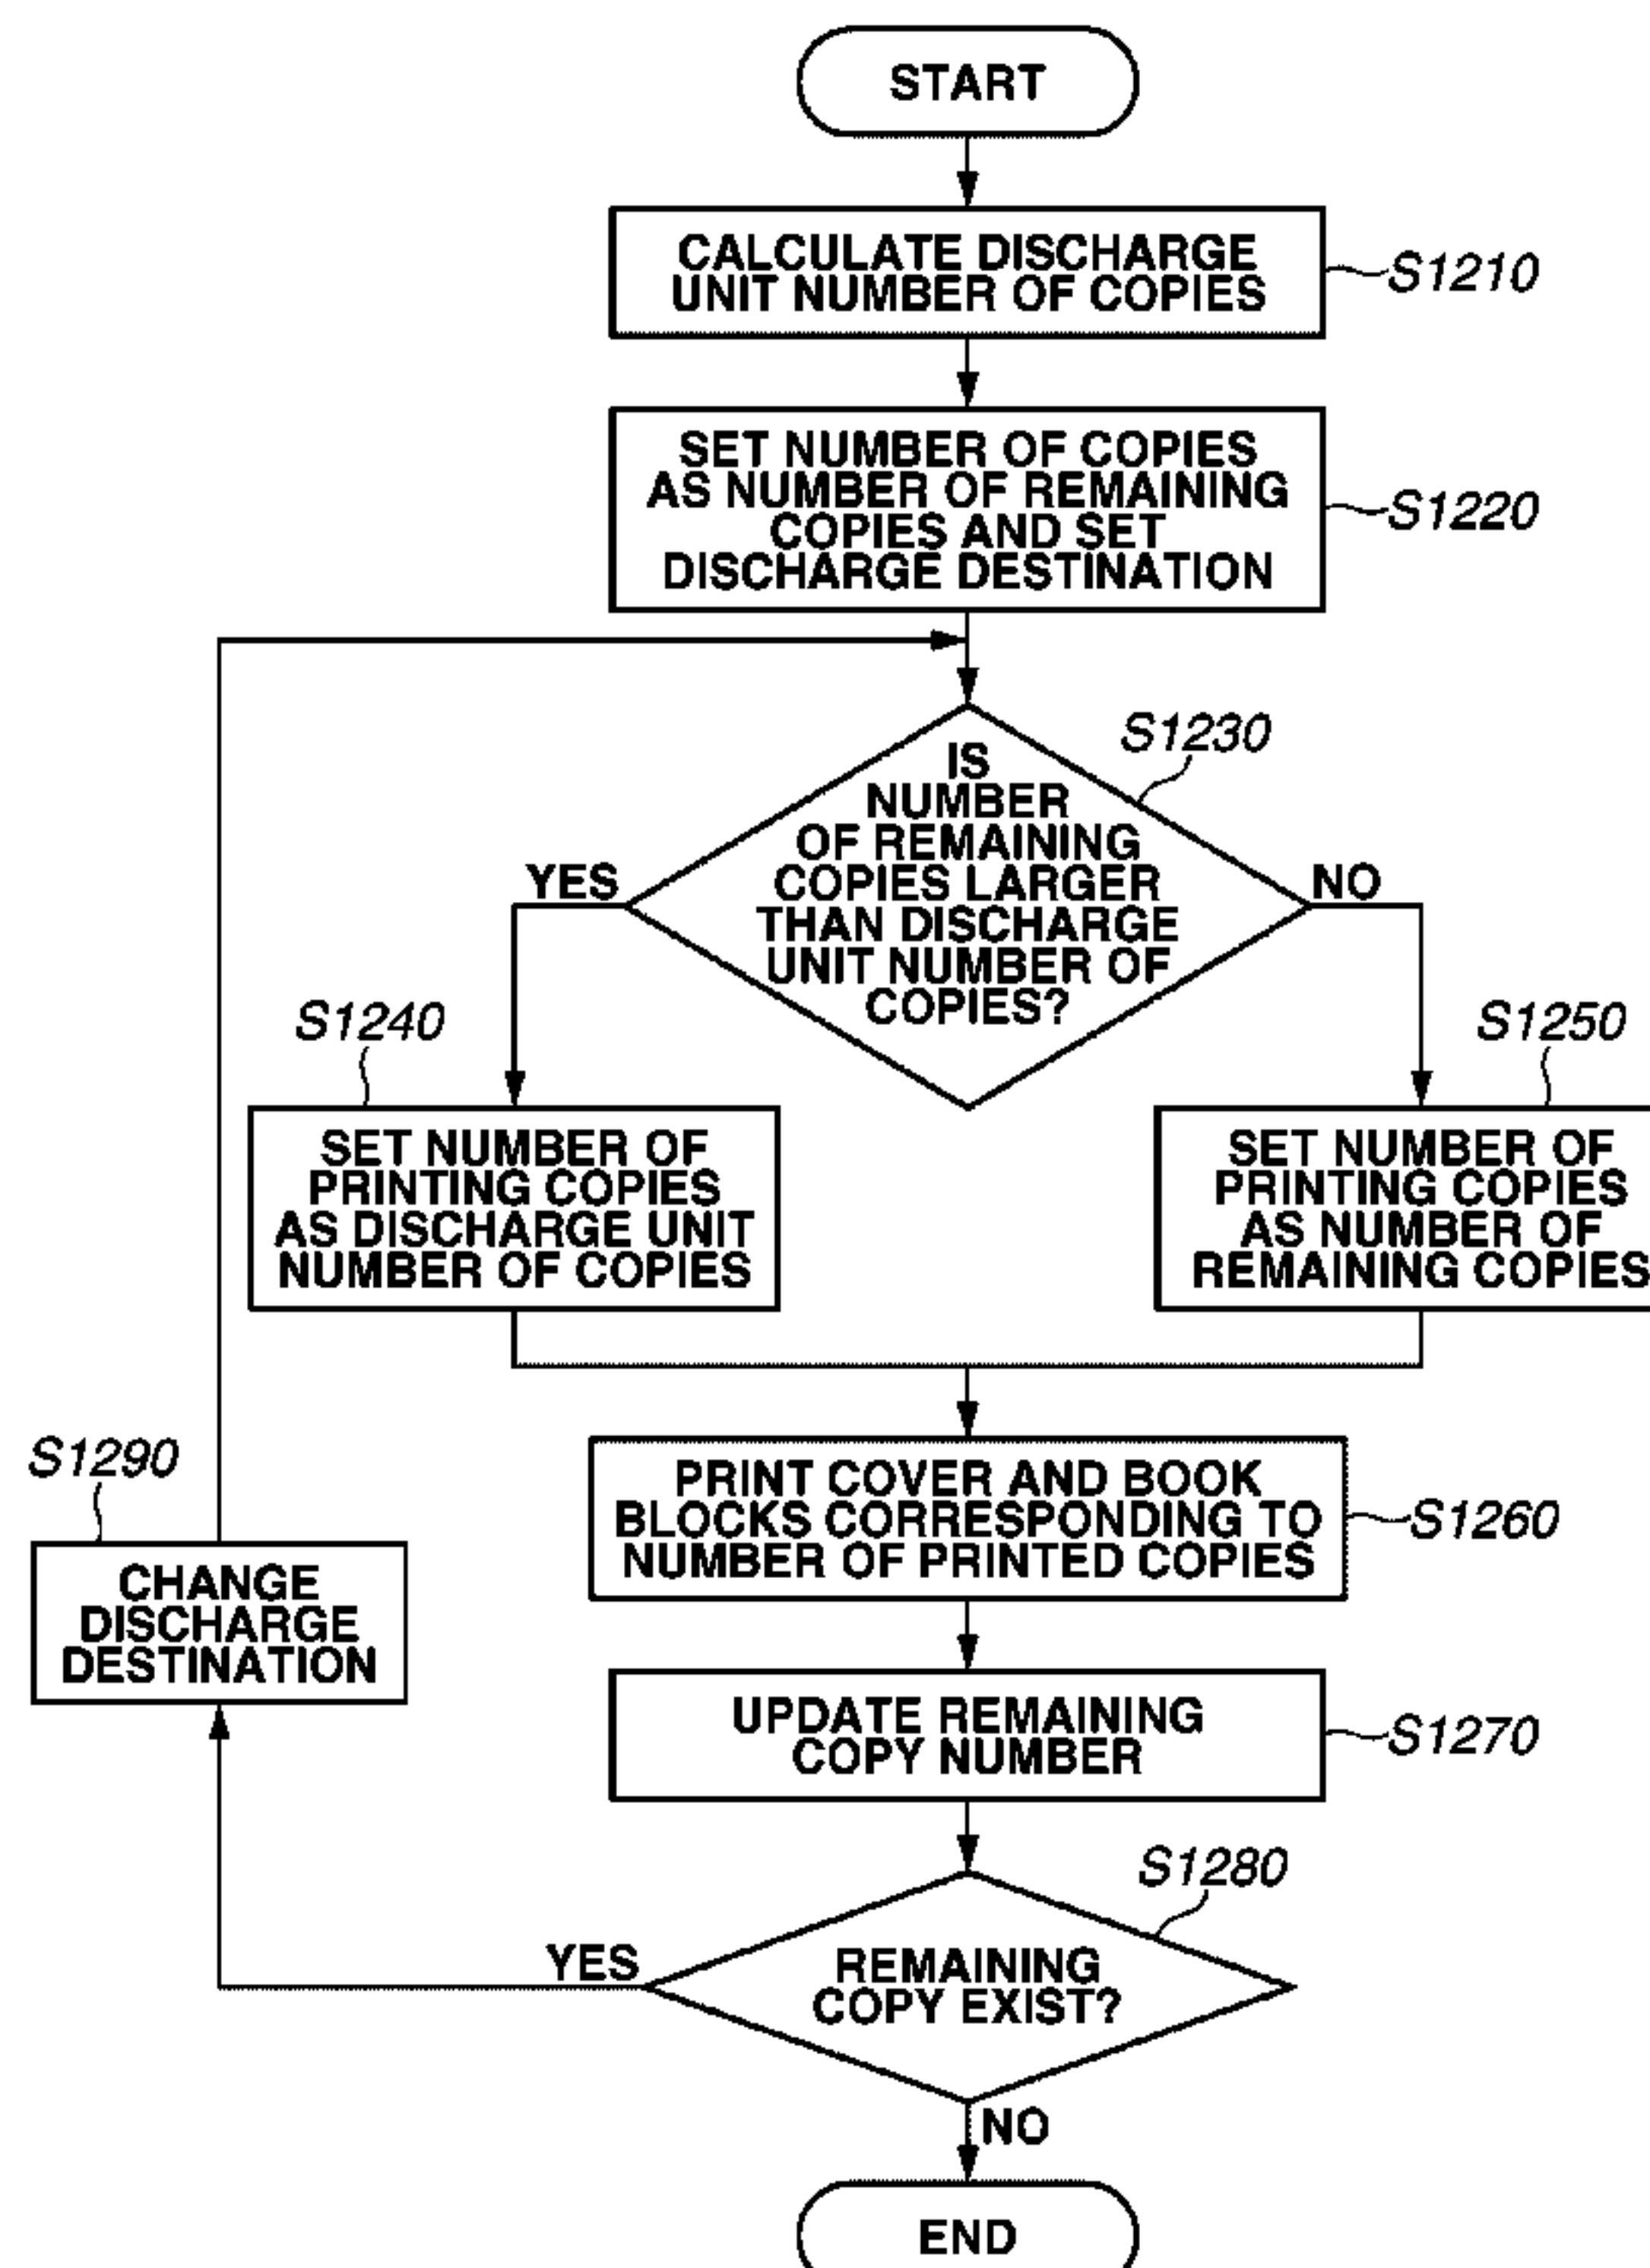 START
CALCULATE DISCHARGE
UNIT NUMBER OF COPIES
S1210
SET NUMBER OF COPIES
AS NUMBER OF REMAINING
COPIES AND SET
DISCHARGE DESTINATION
S1220
S1230
IS
NUMBER
OF REMAINING
COPIES LARGER
THAN DISCHARGE
UNIT NUMBER OF
COPIES?
YES
NO
S1240
SET NUMBER OF
PRINTING COPIES
AS DISCHARGE UNIT
NUMBER OF COPIES
S1250
SET NUMBER OF
PRINTING COPIES
AS NUMBER OF
REMAINING COPIES
PRINT COVER AND BOOK
BLOCKS CORRESPONDING TO
NUMBER OF PRINTED COPIES
S1260
S1290
CHANGE
DISCHARGE
DESTINATION
UPDATE REMAINING
COPY NUMBER
S1270
S1280
REMAINING
COPY EXIST?
YES
NO
END